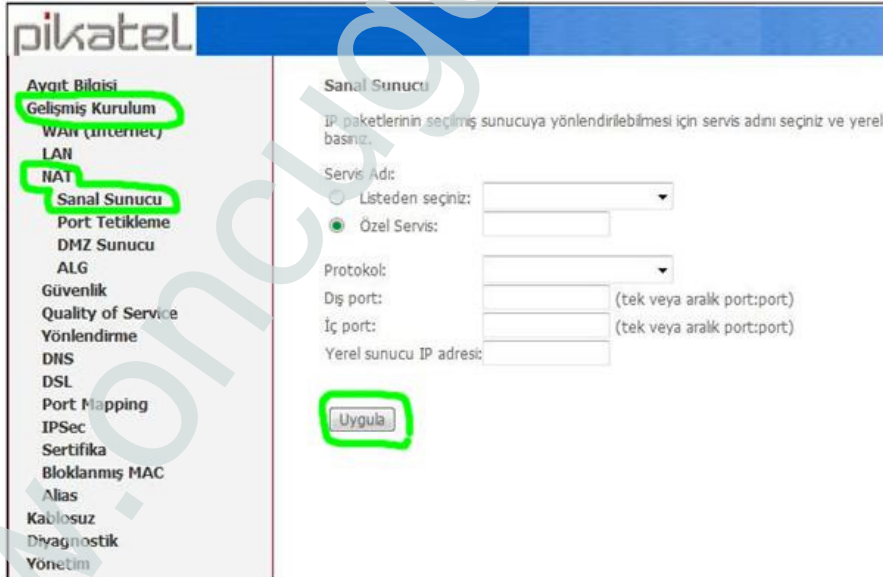 pikatel
Aygıt Bilgisi
Gelişmiş Kurulum
WAN (Internet)
LAN
NAT
Sanal Sunucu
Port Tetikleme
DMZ Sunucu
ALG
Güvenlik
Quality of Service
Yönlendirme
DNS
DSL
Port Mapping
IPSec
Sertifika
Bloklanmış MAC
Alias
Kablosuz
Diyagnostik
Yönetim
Sanal Sunucu
IP paketlerinin seçilmiş sunucuya yönlendirilebilmesi için servis adını seçiniz ve yerel
basınız.
Servis Adı:
Listeden seçiniz:
Özel Servis:
Protokol:
Dış port: (tek veya aralık port:port)
İç port: (tek veya aralık port:port)
Yerel sunucu IP adresi:
Uygula